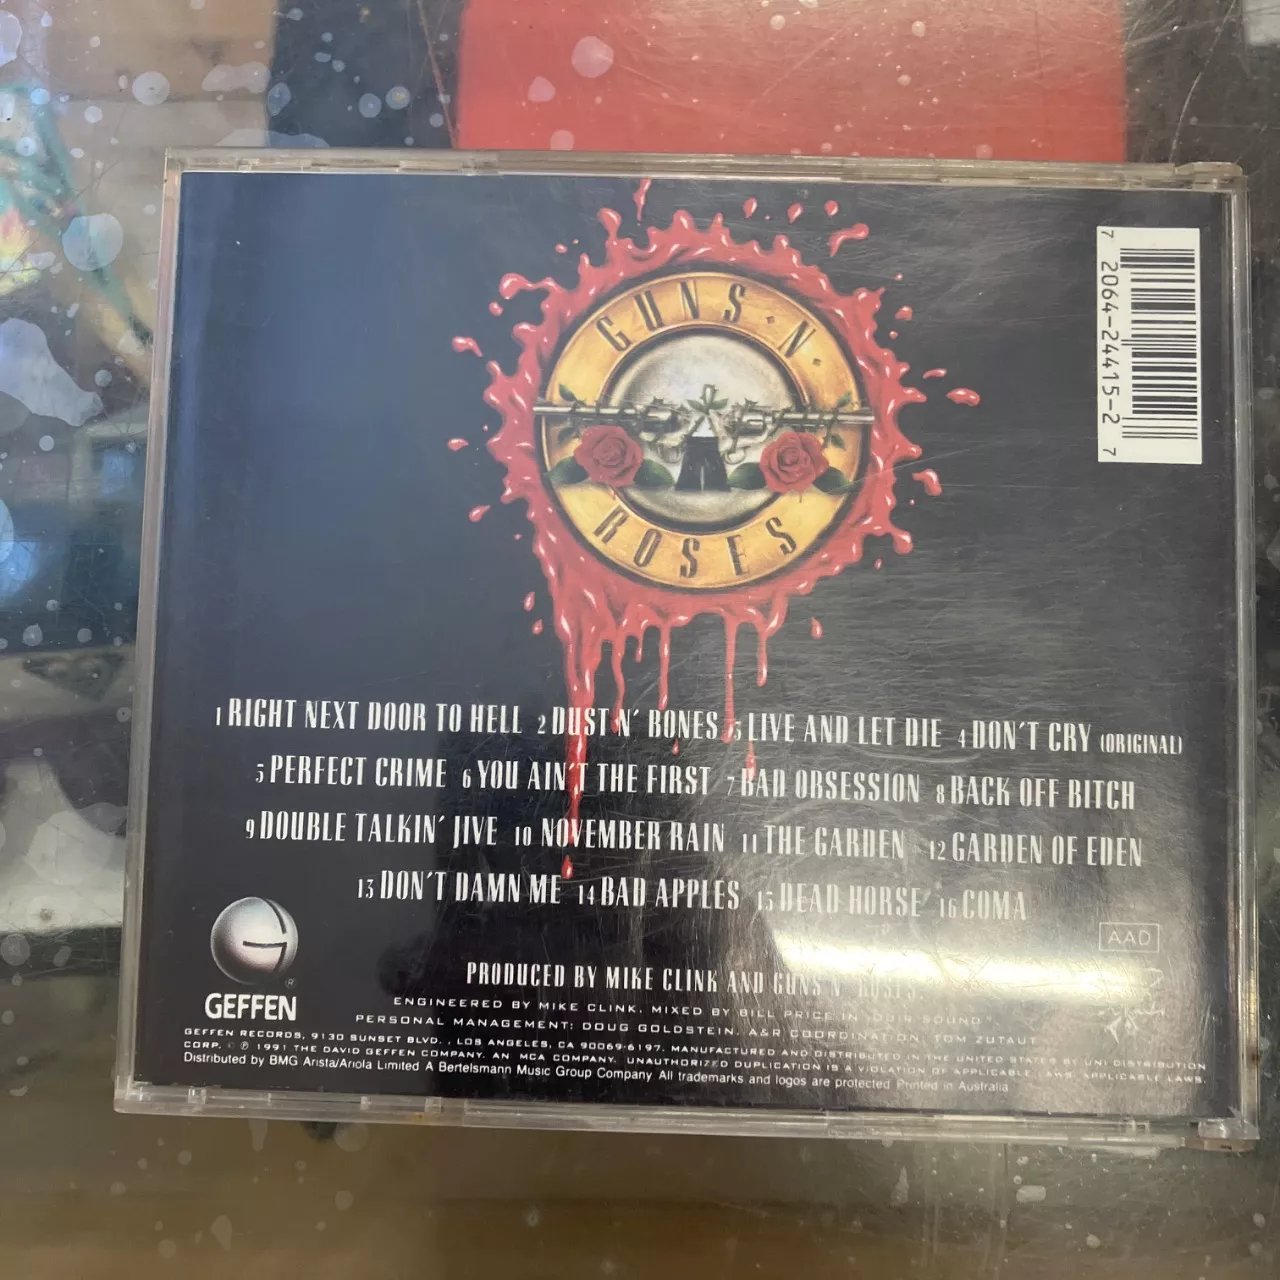 GUNS N'
ROSES
7 2064-24415-2 7
1 RIGHT NEXT DOOR TO HELL 2 DUST N' BONES 3 LIVE AND LET DIE 4 DON'T CRY (ORIGINAL)
5 PERFECT CRIME 6 YOU AIN'T THE FIRST 7 BAD OBSESSION 8 BACK OFF BITCH
9 DOUBLE TALKIN' JIVE 10 NOVEMBER RAIN 11 THE GARDEN 12 GARDEN OF EDEN
13 DON'T DAMN ME 14 BAD APPLES 15 DEAD HORSE 16 COMA
AAD
GEFFEN
PRODUCED BY MIKE CLINK AND GUNS N' ROSES
ENGINEERED BY MIKE CLINK. MIXED BY BILL PRICE IN "DBIR SOUND"
PERSONAL MANAGEMENT: DOUG GOLDSTEIN. A&R COORDINATION: TOM ZUTAUT
GEFFEN RECORDS, 9130 SUNSET BLVD., LOS ANGELES, CA 90069-6197. MANUFACTURED AND DISTRIBUTED IN THE UNITED STATES BY UNI DISTRIBUTION
CORP. © ℗ 1991 THE DAVID GEFFEN COMPANY. AN MCA COMPANY. UNAUTHORIZED DUPLICATION IS A VIOLATION OF APPLICABLE LAWS. APPLICABLE LAWS.
Distributed by BMG Arista/Ariola Limited A Bertelsmann Music Group Company All trademarks and logos are protected Printed in Australia